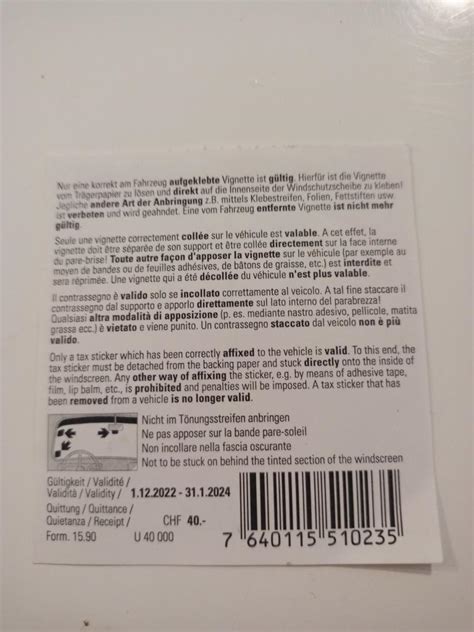 Nur eine korrekt am Fahrzeug aufgeklebte Vignette ist gültig. Hierfür ist die Vignette
vom Trägerpapier zu lösen und direkt auf die Innenseite der Windschutzscheibe zu kleben!
Jegliche andere Art der Anbringung z.B. mittels Klebestreifen, Folien, Fettstiften usw.
ist verboten und wird geahndet. Eine vom Fahrzeug entfernte Vignette ist nicht mehr
gültig.
Seule une vignette correctement collée sur le véhicule est valable. A cet effet, la
vignette doit être séparée de son support et être collée directement sur la face interne
du pare-brise! Toute autre façon d'apposer la vignette sur le véhicule (par exemple au
moyen de bandes ou de feuilles adhésives, de bâtons de graisse, etc.) est interdite et
sera réprimée. Une vignette qui a été décollée du véhicule n'est plus valable.
Il contrassegno è valido solo se incollato correttamente al veicolo. A tal fine staccare il
contrassegno dal supporto e apporlo direttamente sul lato interno del parabrezza!
Qualsiasi altra modalità di apposizione (p. es. mediante nastro adesivo, pellicole, matita
grassa ecc.) è vietato e viene punito. Un contrassegno staccato dal veicolo non è più
valido.
Only a tax sticker which has been correctly affixed to the vehicle is valid. To this end, the
tax sticker must be detached from the backing paper and stuck directly onto the inside of
the windscreen. Any other way of affixing the sticker, e.g. by means of adhesive tape,
film, lip balm, etc., is prohibited and penalties will be imposed. A tax sticker that has
been removed from a vehicle is no longer valid.
Nicht im Tönungsstreifen anbringen
Ne pas apposer sur la bande pare-soleil
Non incollare nella fascia oscurante
Not to be stuck on behind the tinted section of the windscreen
Gültigkeit / Validité /
Validità / Validity / 1.12.2022 - 31.1.2024
Quittung / Quittance /
Quietanza / Receipt / CHF 40.-
Form. 15.90 U 40 000
7 640115 510235